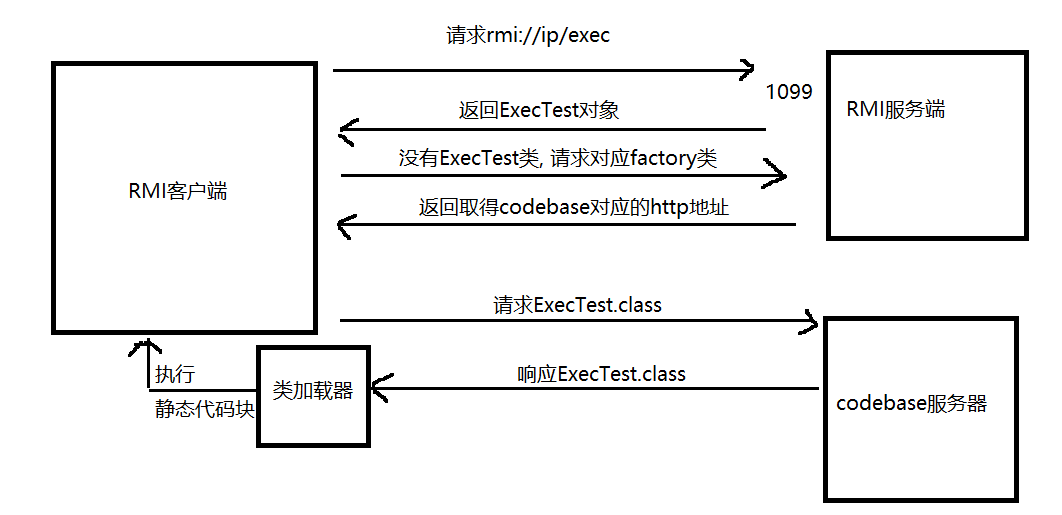 请求rmi://ip/exec
1099
RMI服务端
返回ExecTest对象
没有ExecTest类, 请求对应factory类
RMI客户端
返回取得codebase对应的http地址
请求ExecTest.class
响应ExecTest.class
执行
静态代码块
类加载器
codebase服务器